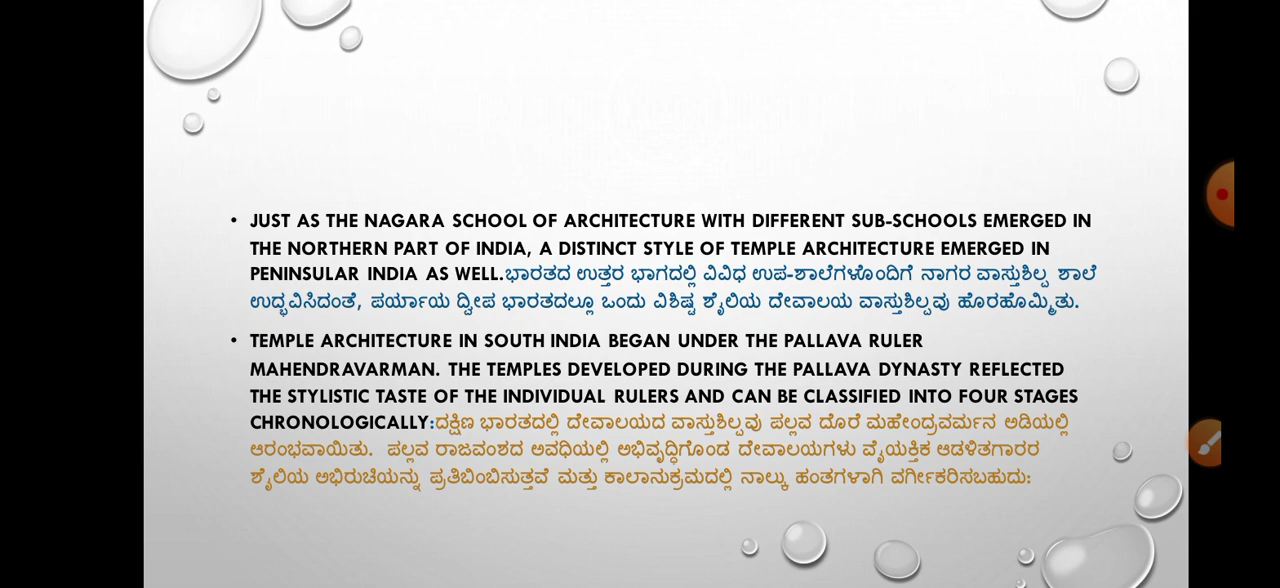 • JUST AS THE NAGARA SCHOOL OF ARCHITECTURE WITH DIFFERENT SUB-SCHOOLS EMERGED IN
THE NORTHERN PART OF INDIA, A DISTINCT STYLE OF TEMPLE ARCHITECTURE EMERGED IN
PENINSULAR INDIA AS WELL.ಭಾರತದ ಉತ್ತರ ಭಾಗದಲ್ಲಿ ವಿವಿಧ ಉಪ-ಶಾಲೆಗಳೊಂದಿಗೆ ನಾಗರ ವಾಸ್ತುಶಿಲ್ಪ ಶಾಲೆ
ಉದ್ಭವಿಸಿದಂತೆ, ಪರ್ಯಾಯ ದ್ವೀಪ ಭಾರತದಲ್ಲೂ ಒಂದು ವಿಶಿಷ್ಟ ಶೈಲಿಯ ದೇವಾಲಯ ವಾಸ್ತುಶಿಲ್ಪವು ಹೊರಹೊಮ್ಮಿತು.
• TEMPLE ARCHITECTURE IN SOUTH INDIA BEGAN UNDER THE PALLAVA RULER
MAHENDRAVARMAN. THE TEMPLES DEVELOPED DURING THE PALLAVA DYNASTY REFLECTED
THE STYLISTIC TASTE OF THE INDIVIDUAL RULERS AND CAN BE CLASSIFIED INTO FOUR STAGES
CHRONOLOGICALLY:ದಕ್ಷಿಣ ಭಾರತದಲ್ಲಿ ದೇವಾಲಯದ ವಾಸ್ತುಶಿಲ್ಪವು ಪಲ್ಲವ ದೊರೆ ಮಹೇಂದ್ರವರ್ಮನ ಅಡಿಯಲ್ಲಿ
ಆರಂಭವಾಯಿತು. ಪಲ್ಲವ ರಾಜವಂಶದ ಅವಧಿಯಲ್ಲಿ ಅಭಿವೃದ್ಧಿಗೊಂಡ ದೇವಾಲಯಗಳು ವೈಯಕ್ತಿಕ ಆಡಳಿತಗಾರರ
ಶೈಲಿಯ ಅಭಿರುಚಿಯನ್ನು ಪ್ರತಿಬಿಂಬಿಸುತ್ತವೆ ಮತ್ತು ಕಾಲಾನುಕ್ರಮದಲ್ಲಿ ನಾಲ್ಕು ಹಂತಗಳಾಗಿ ವರ್ಗೀಕರಿಸಬಹುದು: